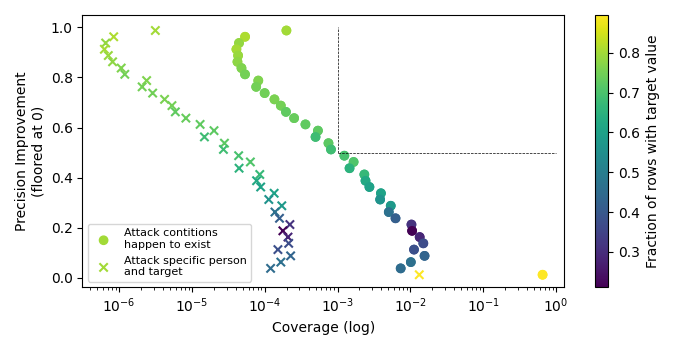 1.0
0.8
0.6
0.4
0.2
0.0
Precision Improvement
(floored at 0)
Attack contitions
happen to exist
Attack specific person
and target
10⁻⁶
10⁻⁵
10⁻⁴
10⁻³
10⁻²
10⁻¹
10⁰
Coverage (log)
0.8
0.7
0.6
0.5
0.4
0.3
Fraction of rows with target value